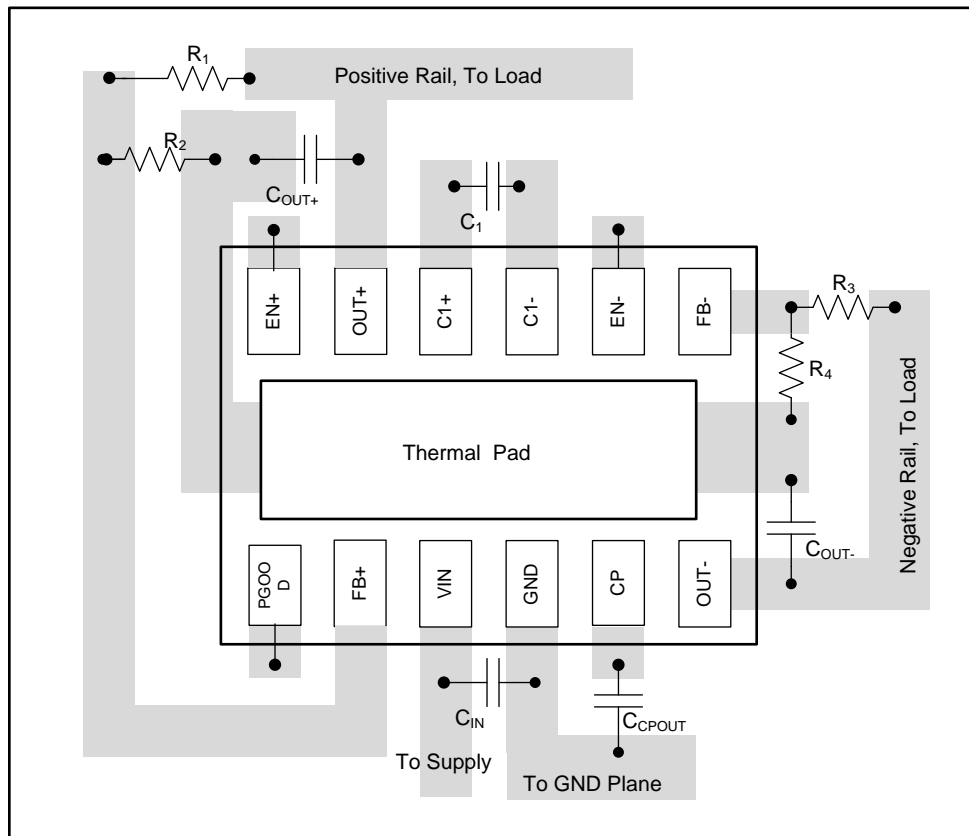 R1
Positive Rail, To Load
R2
COUT+
C1
EN+
OUT+
C1+
C1-
EN-
FB-
R3
R4
Thermal Pad
Negative Rail, To Load
COUT-
PGOO
D
FB+
VIN
GND
CP
OUT-
CIN
CCPOUT
To Supply
To GND Plane